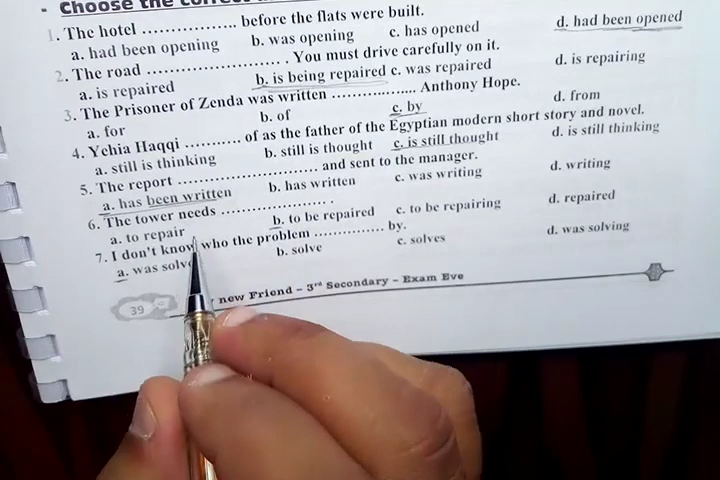 - Choose the
1. The hotel ................. before the flats were built.
a. had been opening b. was opening c. has opened d. had been opened
2. The road ........................ . You must drive carefully on it.
a. is repaired b. is being repaired c. was repaired d. is repairing
3. The Prisoner of Zenda was written ................ Anthony Hope.
a. for b. of c. by d. from
4. Yehia Haqqi ........... of as the father of the Egyptian modern short story and novel.
a. still is thinking b. still is thought c. is still thought d. is still thinking
5. The report ........................... and sent to the manager.
a. has been written b. has written c. was writing d. writing
6. The tower needs ..................... .
a. to repair b. to be repaired c. to be repairing d. repaired
7. I don't know who the problem .............. by.
a. was solve b. solve c. solves d. was solving
39 new Friend – 3rd Secondary – Exam Eve